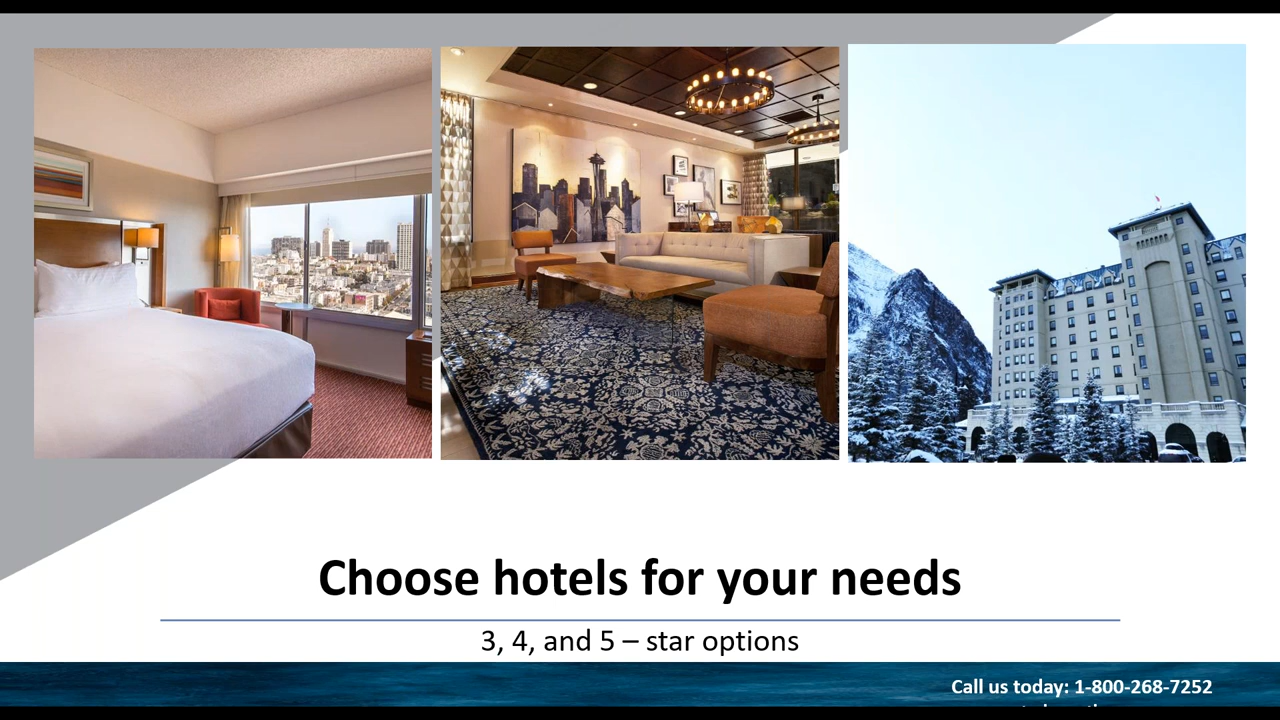 Choose hotels for your needs
3, 4, and 5 – star options
Call us today: 1-800-268-7252